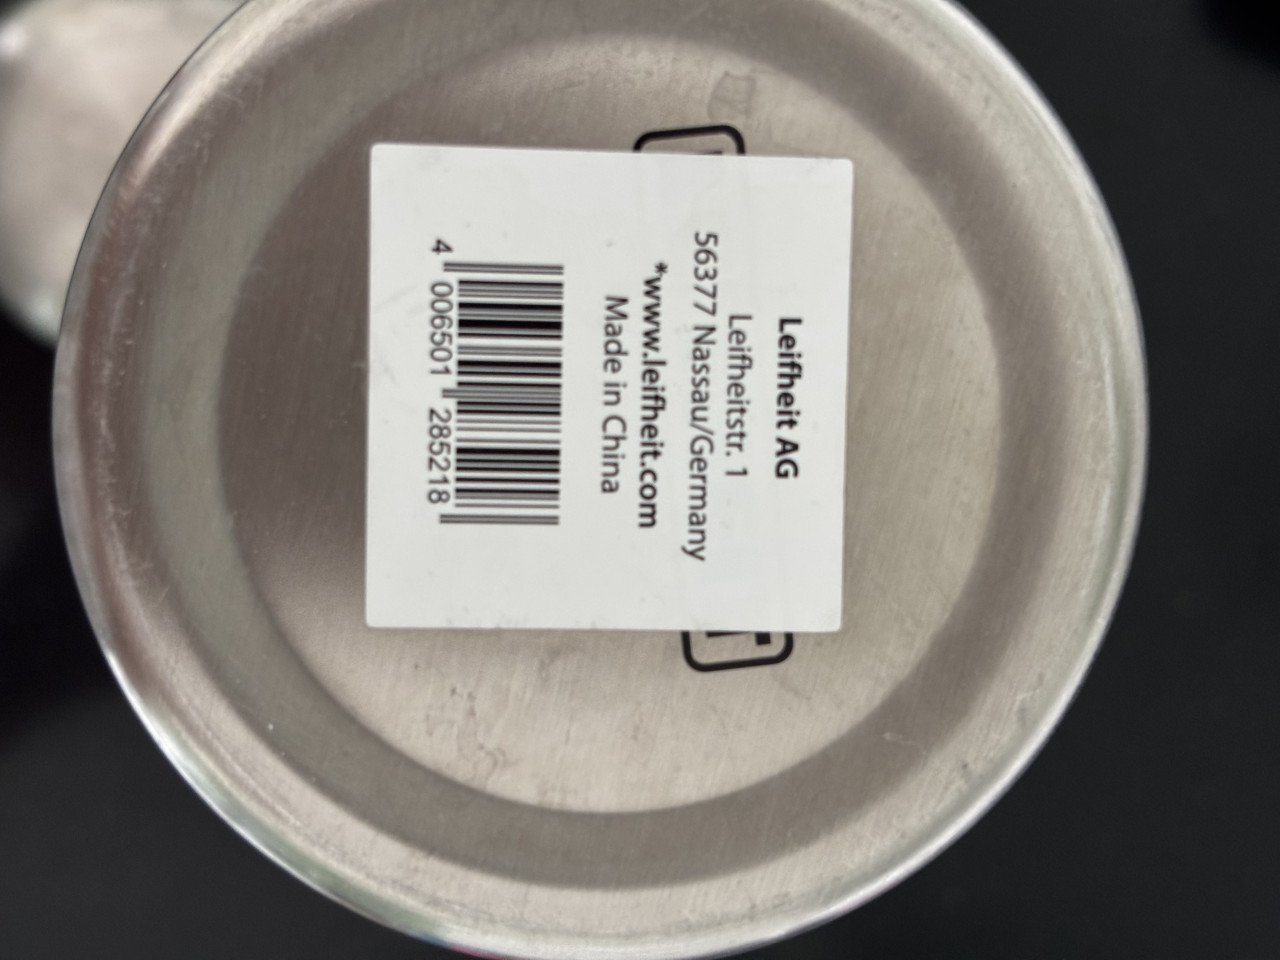 Leifheit AG
Leifheitstr. 1
56377 Nassau/Germany
*www.leifheit.com
Made in China
4 006501 285218